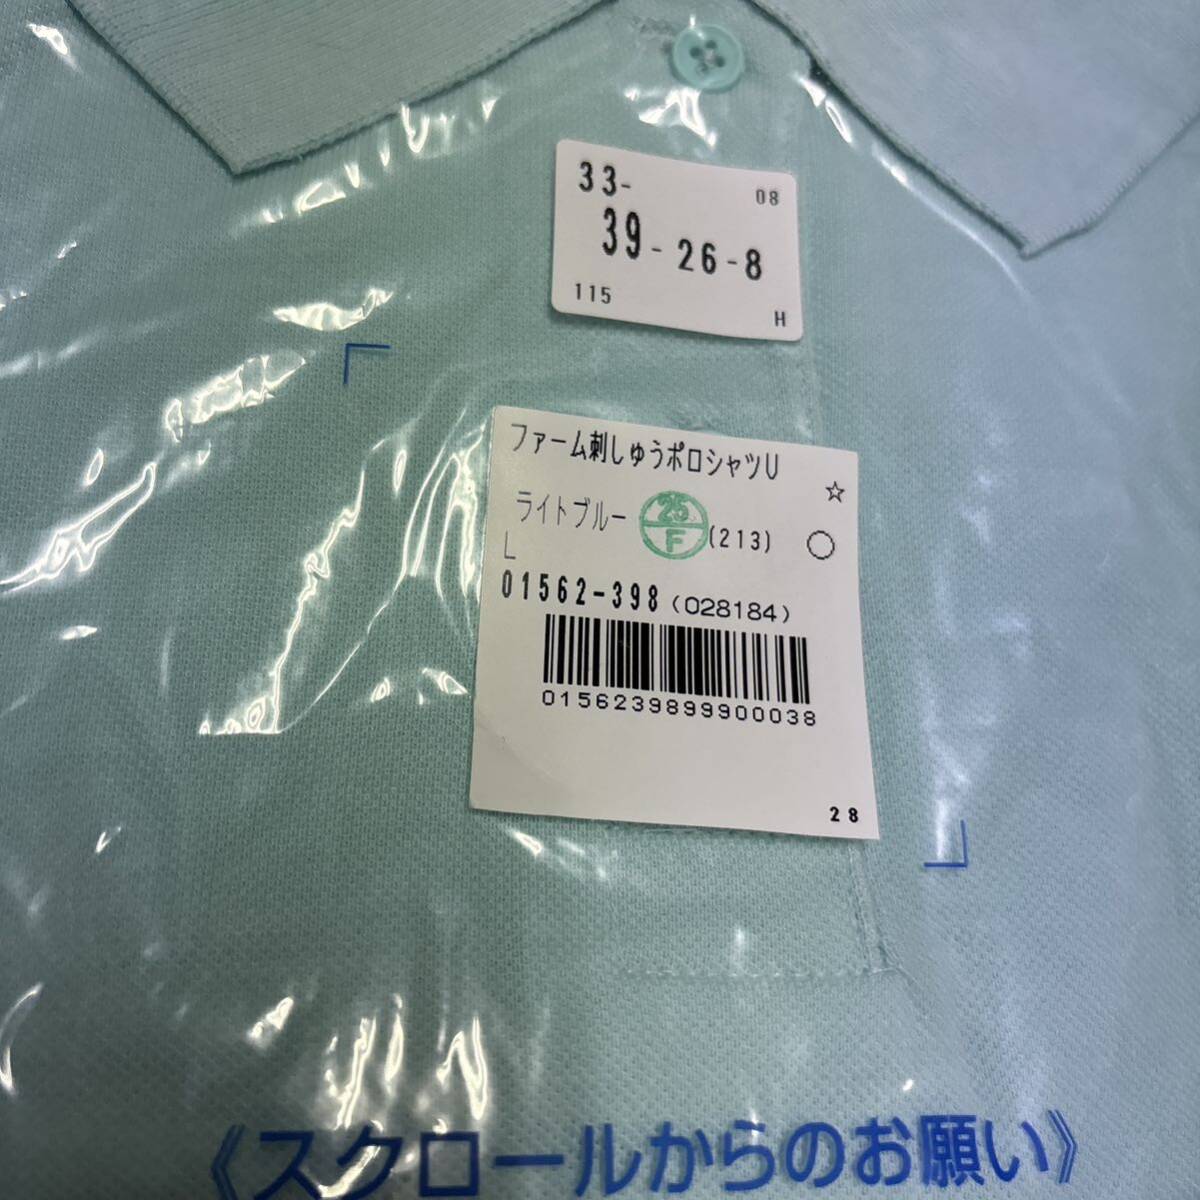 33-
08
39-26-8
115
H
ファーム刺しゅうポロシャツU
☆
ライトブルー
25
F
(213)
○
L
01562-398(028184)
0156239899900038
28
《スクロールからのお願い》